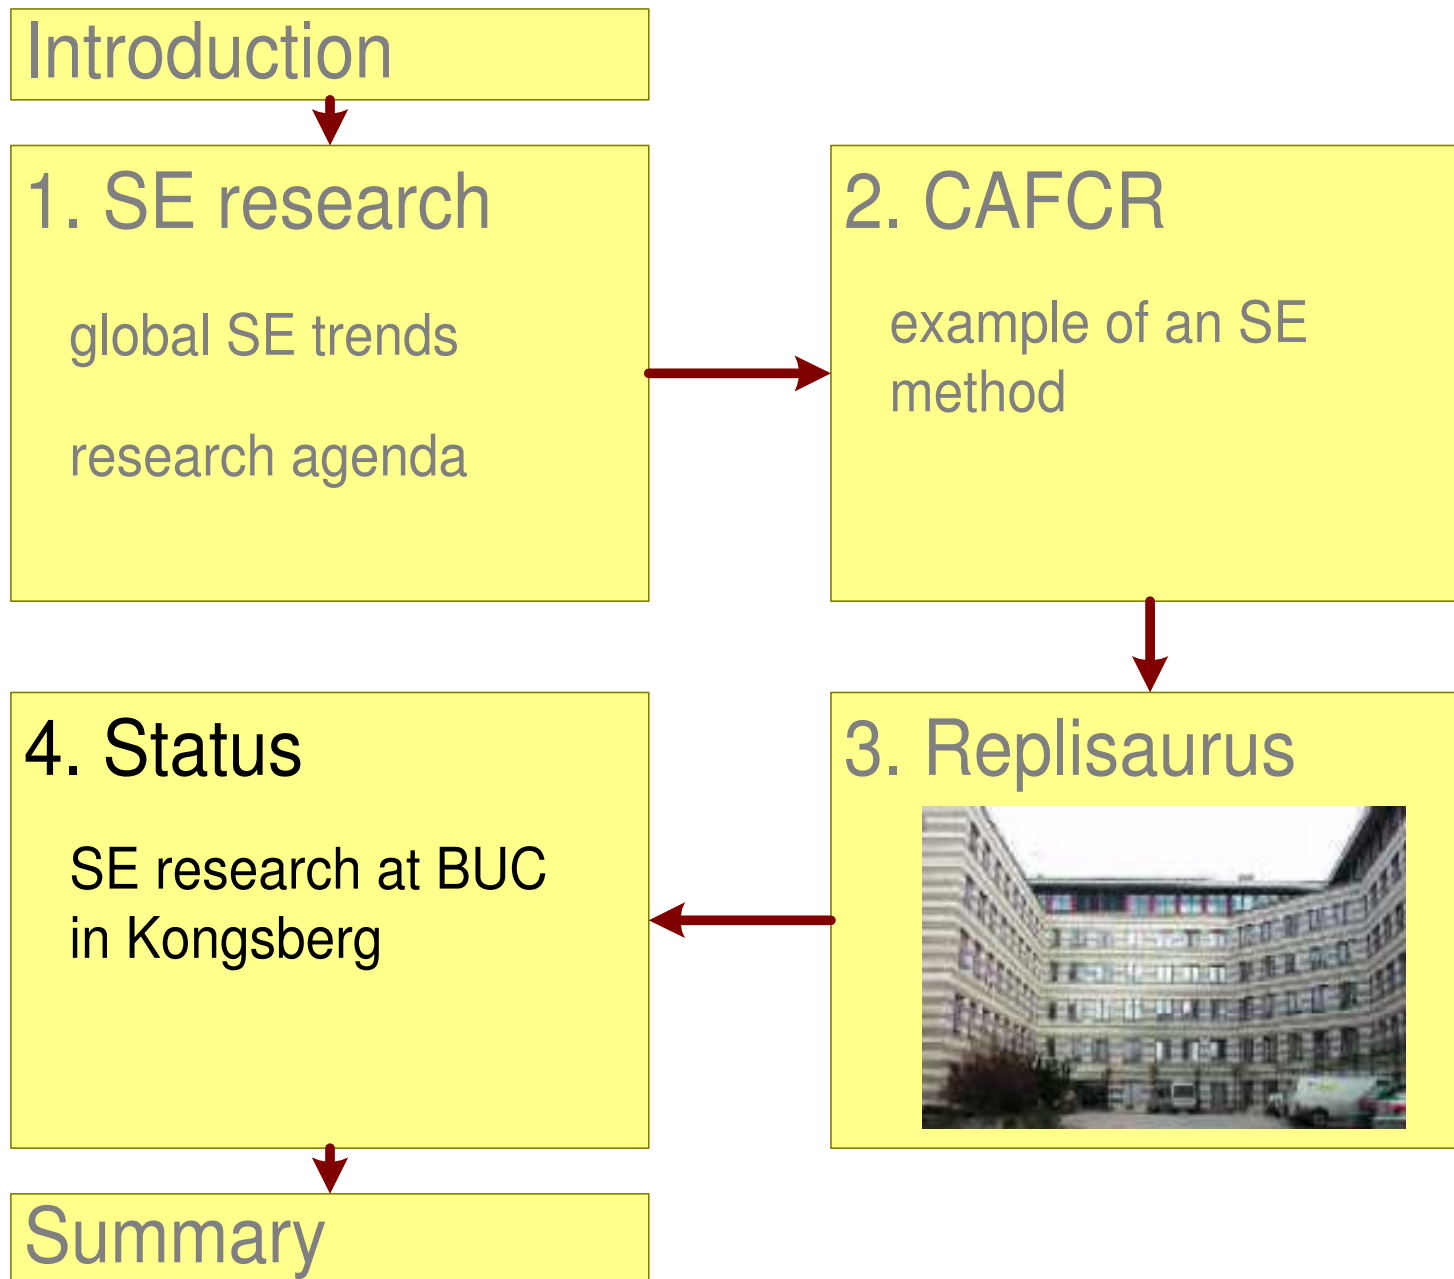 Introduction
1. SE research
global SE trends
research agenda
2. CAFCR
example of an SE
method
3. Replisaurus
4. Status
SE research at BUC
in Kongsberg
Summary